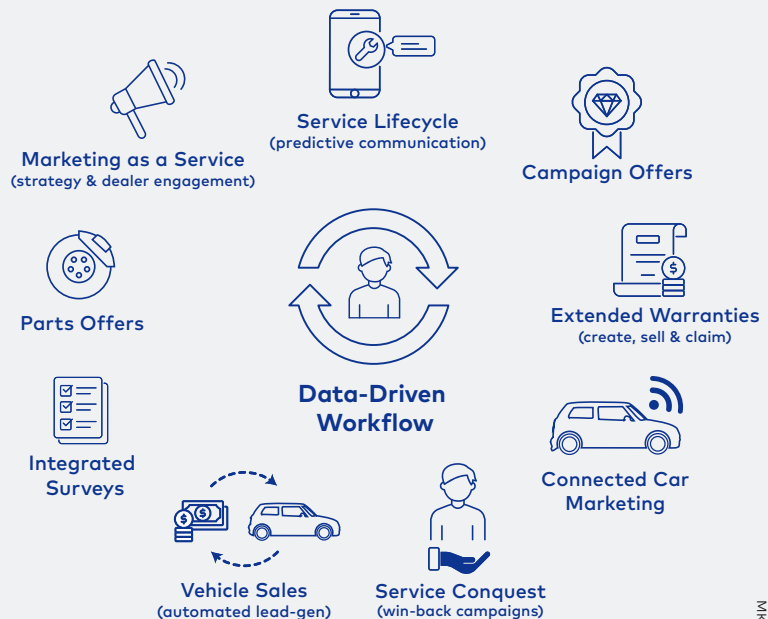 Service Lifecycle
(predictive communication)
Marketing as a Service
(strategy & dealer engagement)
Campaign Offers
Parts Offers
Extended Warranties
(create, sell & claim)
Data-Driven
Workflow
Integrated
Surveys
Connected Car
Marketing
Vehicle Sales
(automated lead-gen)
Service Conquest
(win-back campaigns)
$
$
$